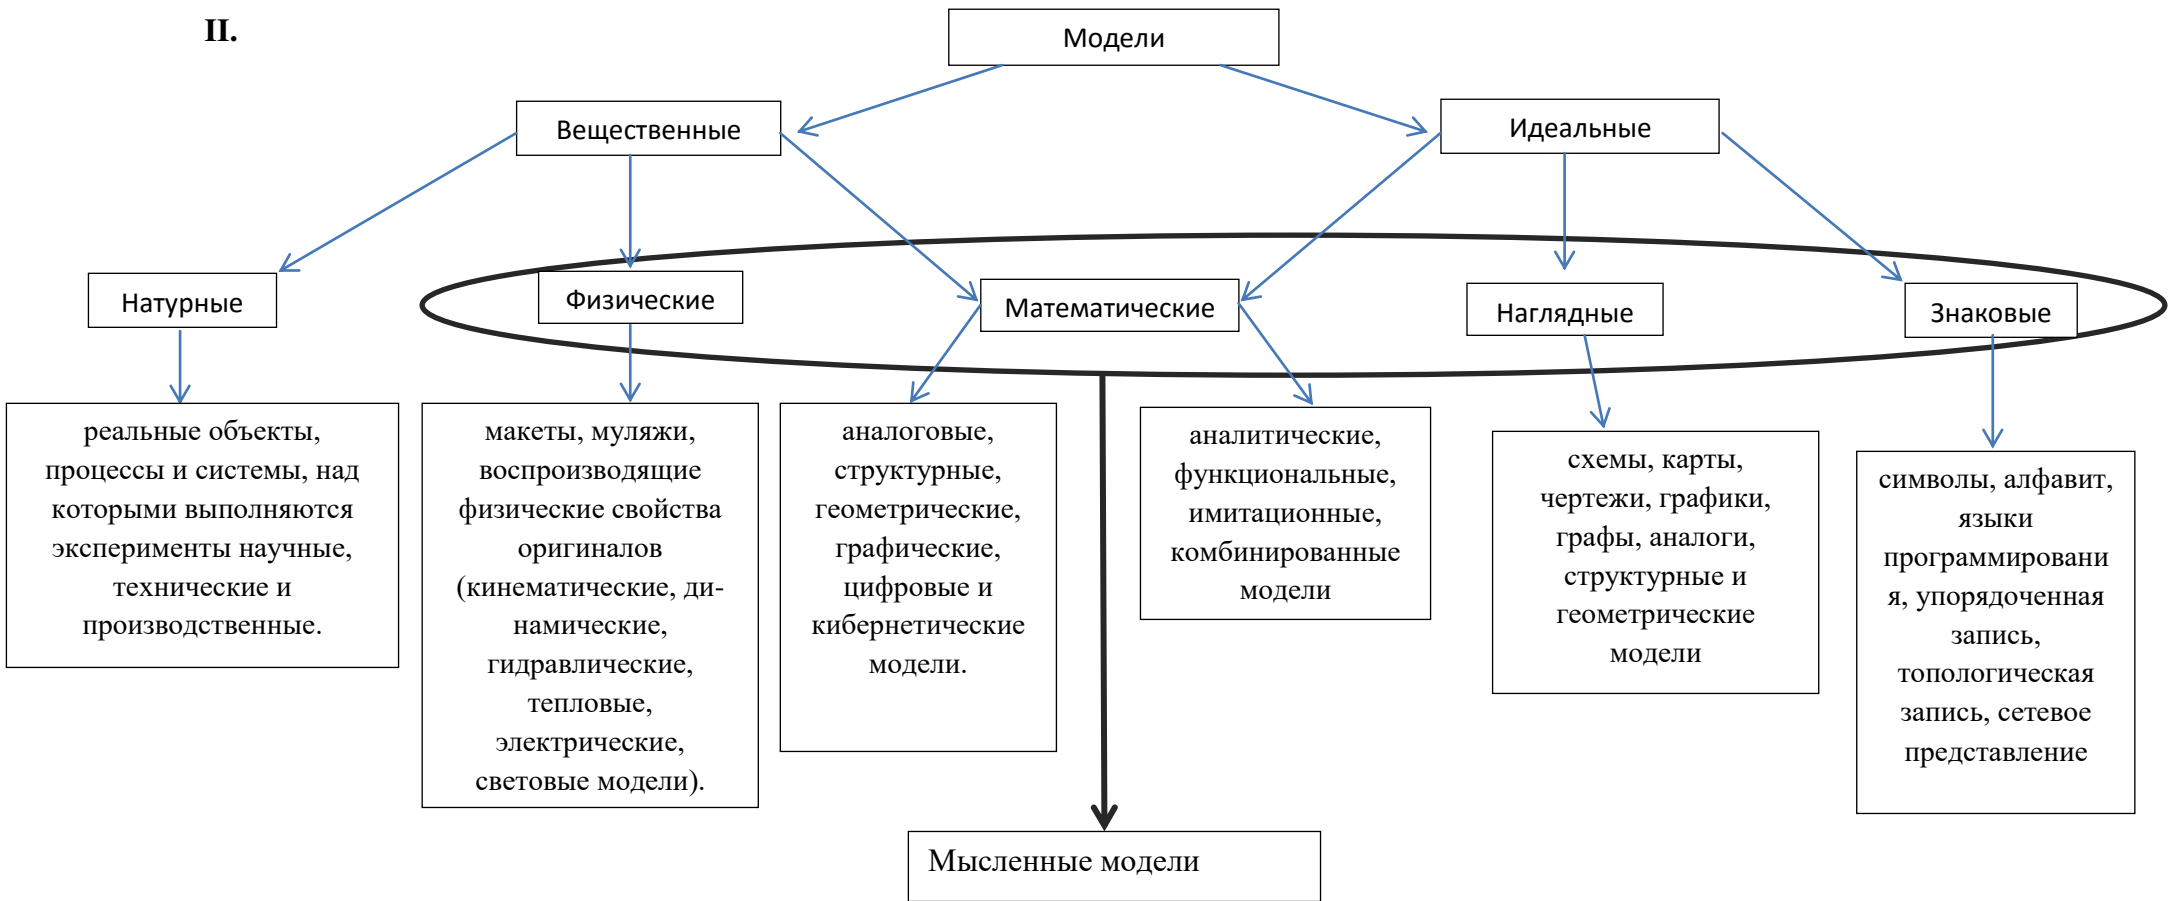 II.
Модели
Вещественные
Идеальные
Натурные
Физические
Математические
Наглядные
Знаковые
реальные объекты,
процессы и системы, над
которыми выполняются
эксперименты научные,
технические и
производственные.
макеты, муляжи,
воспроизводящие
физические свойства
оригиналов
(кинематические, ди-
намические,
гидравлические,
тепловые,
электрические,
световые модели).
аналоговые,
структурные,
геометрические,
графические,
цифровые и
кибернетические
модели.
аналитические,
функциональные,
имитационные,
комбинированные
модели
схемы, карты,
чертежи, графики,
графы, аналоги,
структурные и
геометрические
модели
символы, алфавит,
языки
программировани
я, упорядоченная
запись,
топологическая
запись, сетевое
представление
Мысленные модели